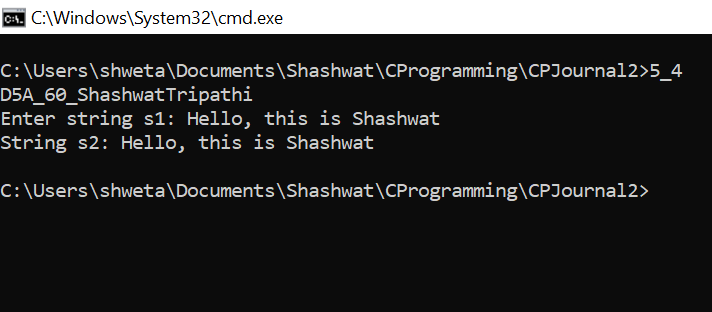 C:\Windows\System32\cmd.exe
C:\Users\shweta\Documents\Shashwat\CProgramming\CPJournal2>5_4
D5A_60_ShashwatTripathi
Enter string s1: Hello, this is Shashwat
String s2: Hello, this is Shashwat
C:\Users\shweta\Documents\Shashwat\CProgramming\CPJournal2>